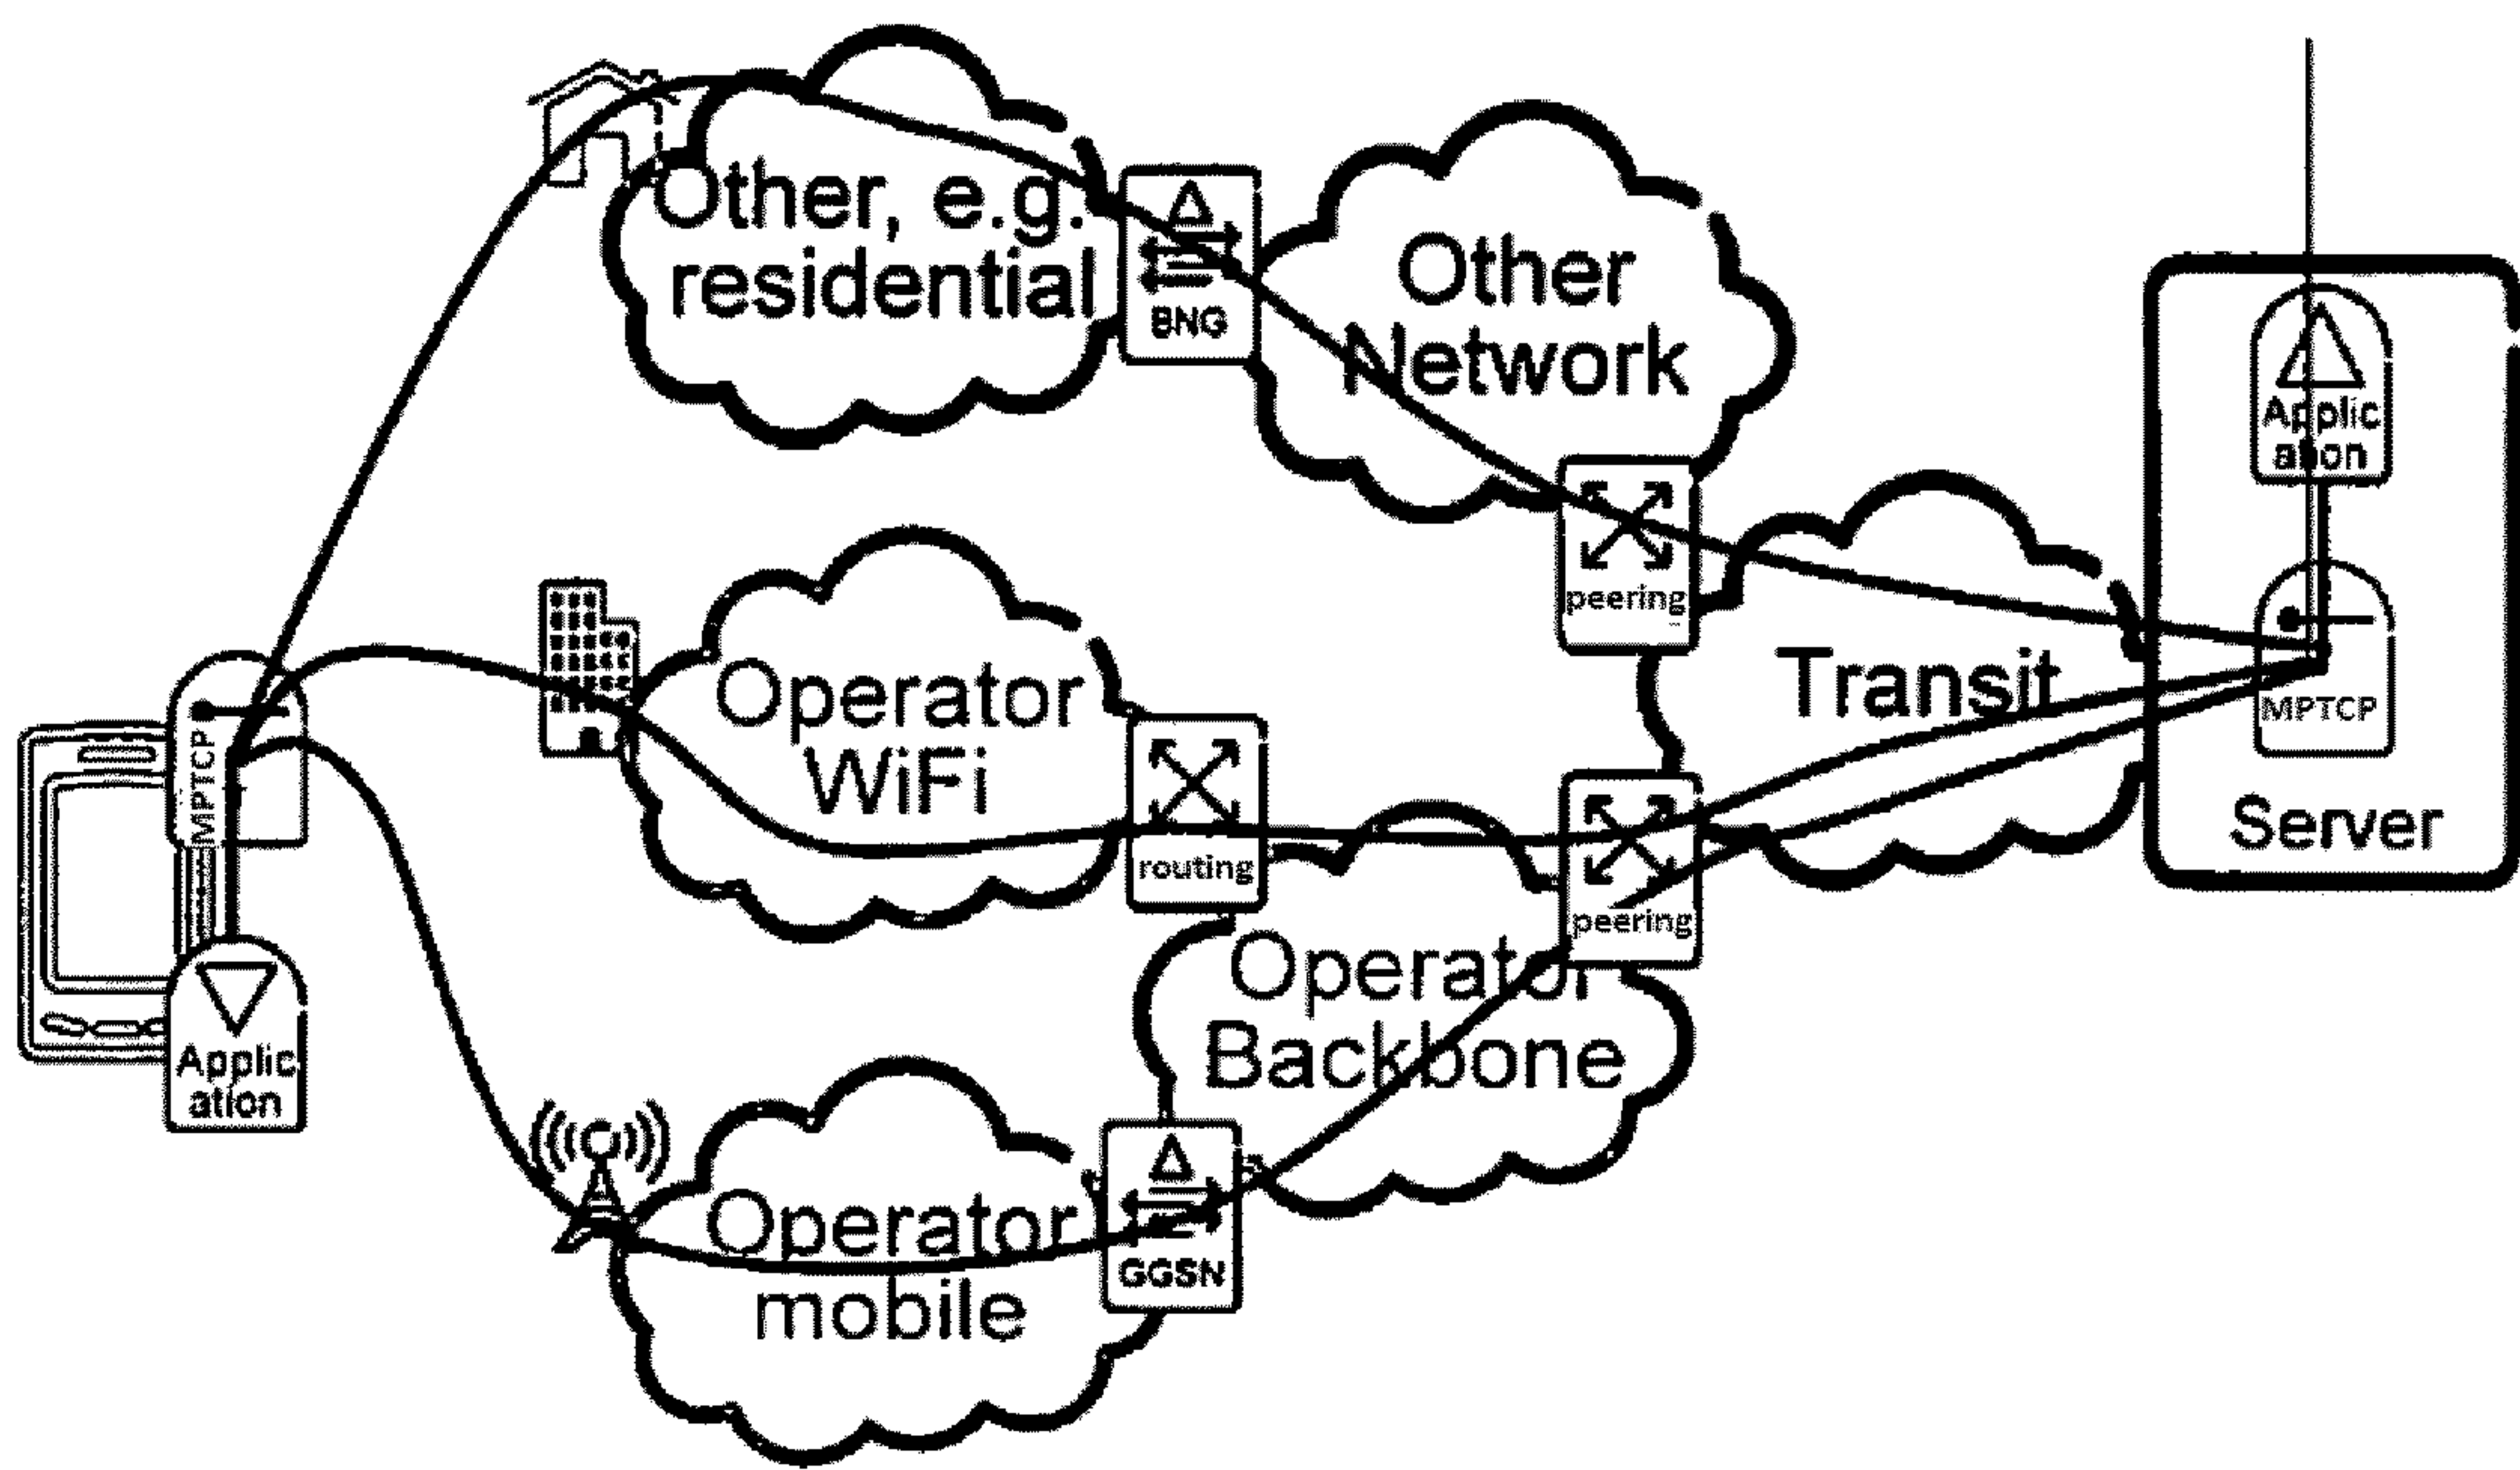 Other, e.g.
residential
BNG
Other
Network
Applic
ation
peering
MPTCP
Transit
Server
MPTCP
Operator
WiFi
routing
peering
Operator
Backbone
Applic
ation
Operator
mobile
GGSN